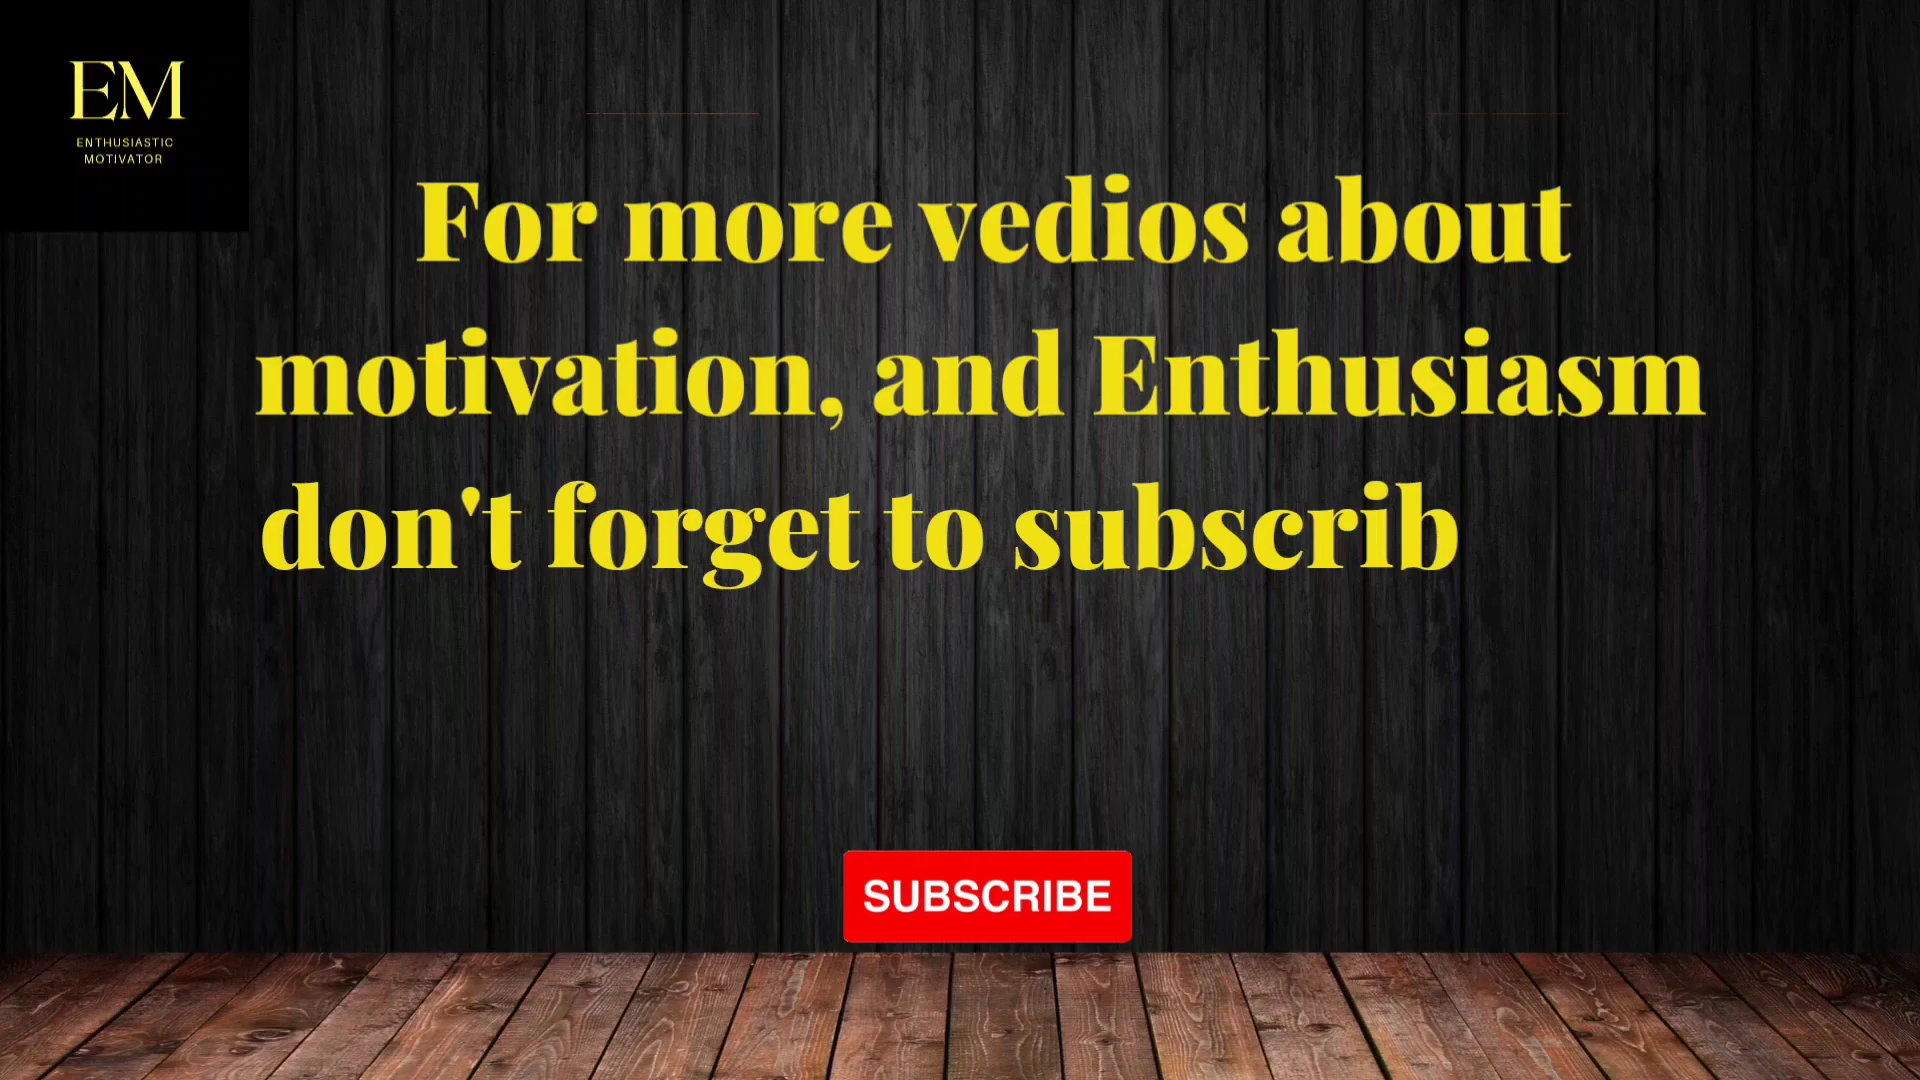 EM
ENTHUSIASTIC
MOTIVATOR
For more vedios about
motivation, and Enthusiasm
don't forget to subscrib
SUBSCRIBE